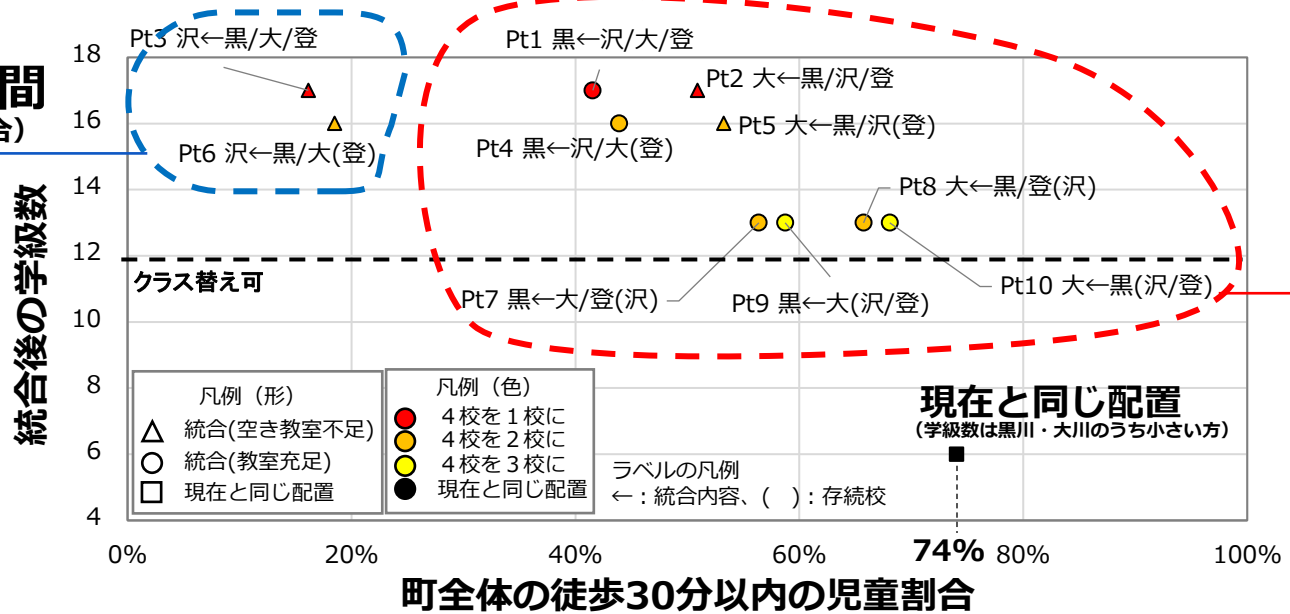 間
合)
Pt3 沢←黒/大/登
Pt1 黒←沢/大/登
Pt2 大←黒/沢/登
Pt6 沢←黒/大(登)
Pt4 黒←沢/大(登)
Pt5 大←黒/沢(登)
Pt8 大←黒/登(沢)
Pt7 黒←大/登(沢)
Pt9 黒←大(沢/登)
Pt10 大←黒(沢/登)
クラス替え可
統合後の学級数
18
16
14
12
10
8
6
4
凡例（形）
統合(空き教室不足)
統合(教室充足)
現在と同じ配置
凡例（色）
４校を１校に
４校を２校に
４校を３校に
現在と同じ配置
ラベルの凡例
←：統合内容、(　)：存続校
現在と同じ配置
（学級数は黒川・大川のうち小さい方）
0%
20%
40%
60%
74%
80%
100%
町全体の徒歩30分以内の児童割合